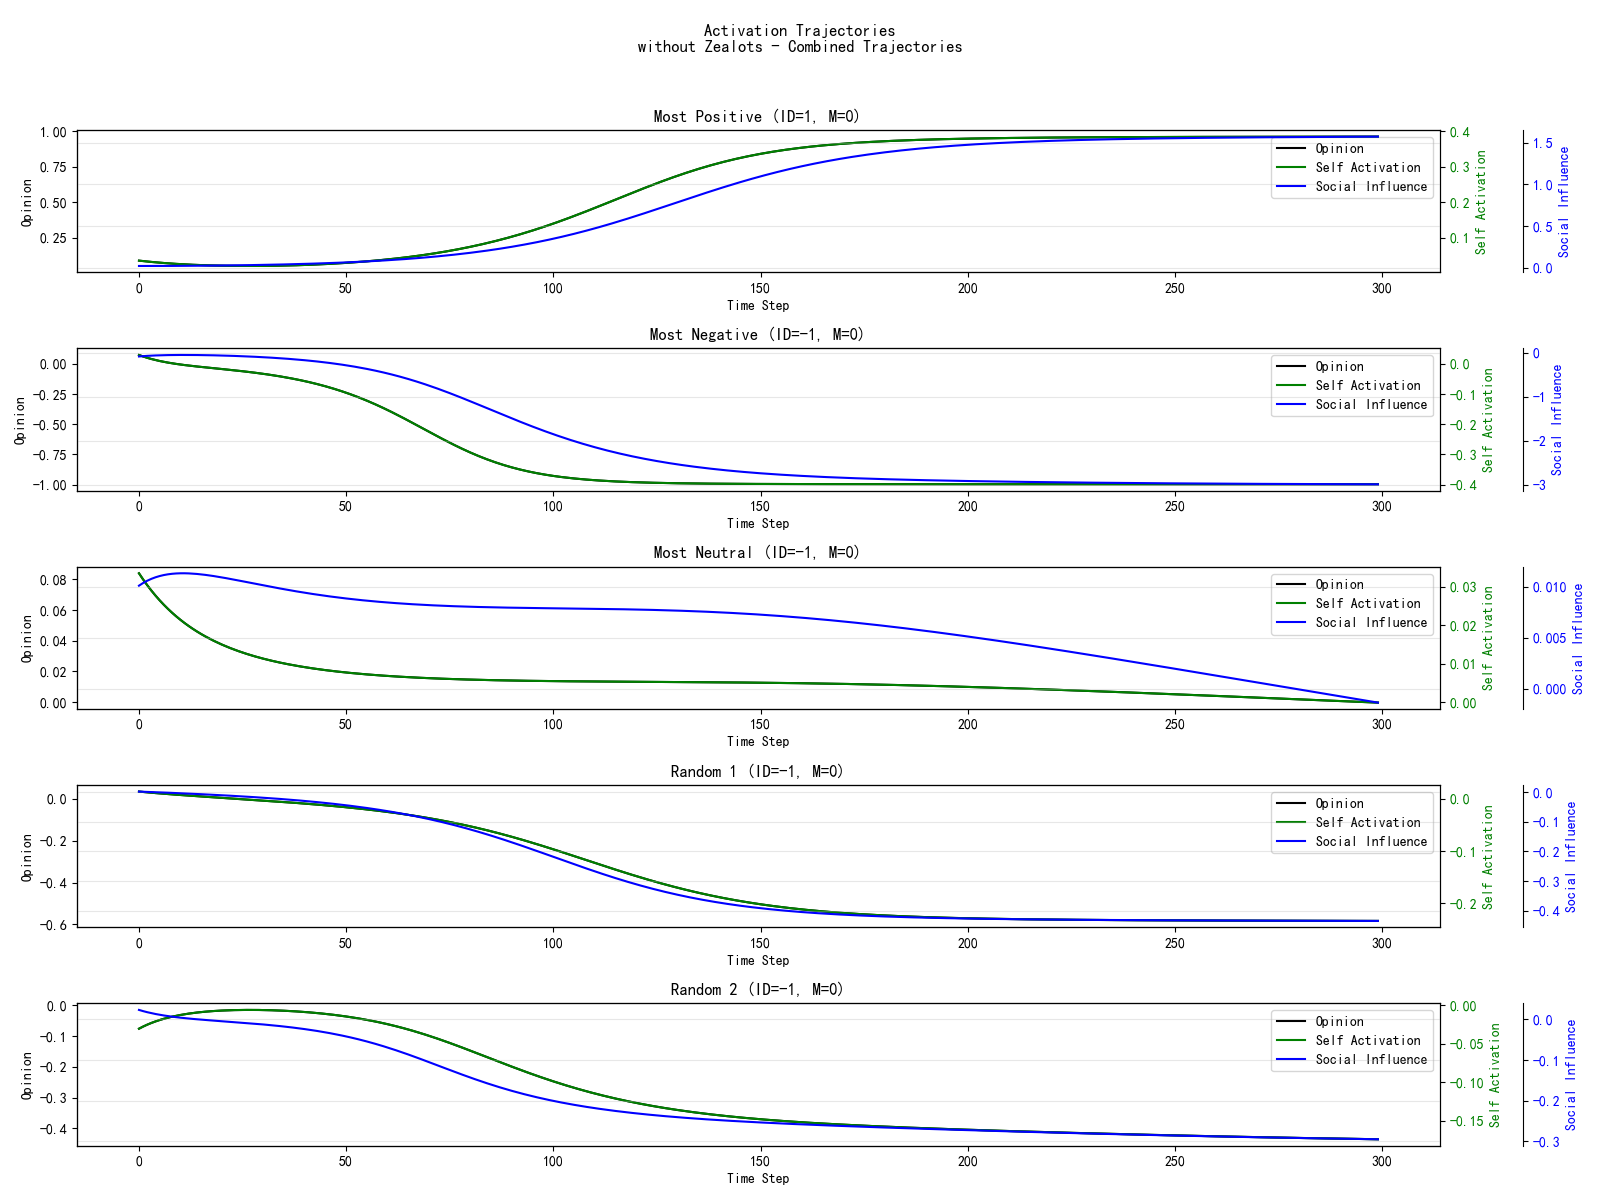 Activation Trajectories
without Zealots - Combined Trajectories
Most Positive (ID=1, M=0)
1.00
0.75
0.50
0.25
Opinion
0.4
0.3
0.2
0.1
Self Activation
1.5
1.0
0.5
0.0
Social Influence
Opinion
Self Activation
Social Influence
0 50 100 150 200 250 300
Time Step
Most Negative (ID=-1, M=0)
0.00
-0.25
-0.50
-0.75
-1.00
Opinion
0.0
-0.1
-0.2
-0.3
-0.4
Self Activation
0
-1
-2
-3
Social Influence
Opinion
Self Activation
Social Influence
0 50 100 150 200 250 300
Time Step
Most Neutral (ID=-1, M=0)
0.08
0.06
0.04
0.02
0.00
Opinion
0.03
0.02
0.01
0.00
Self Activation
0.010
0.005
0.000
Social Influence
Opinion
Self Activation
Social Influence
0 50 100 150 200 250 300
Time Step
Random 1 (ID=-1, M=0)
0.0
-0.2
-0.4
-0.6
Opinion
0.0
-0.1
-0.2
Self Activation
0.0
-0.1
-0.2
-0.3
-0.4
Social Influence
Opinion
Self Activation
Social Influence
0 50 100 150 200 250 300
Time Step
Random 2 (ID=-1, M=0)
0.0
-0.1
-0.2
-0.3
-0.4
Opinion
0.00
-0.05
-0.10
-0.15
Self Activation
0.0
-0.1
-0.2
-0.3
Social Influence
Opinion
Self Activation
Social Influence
0 50 100 150 200 250 300
Time Step